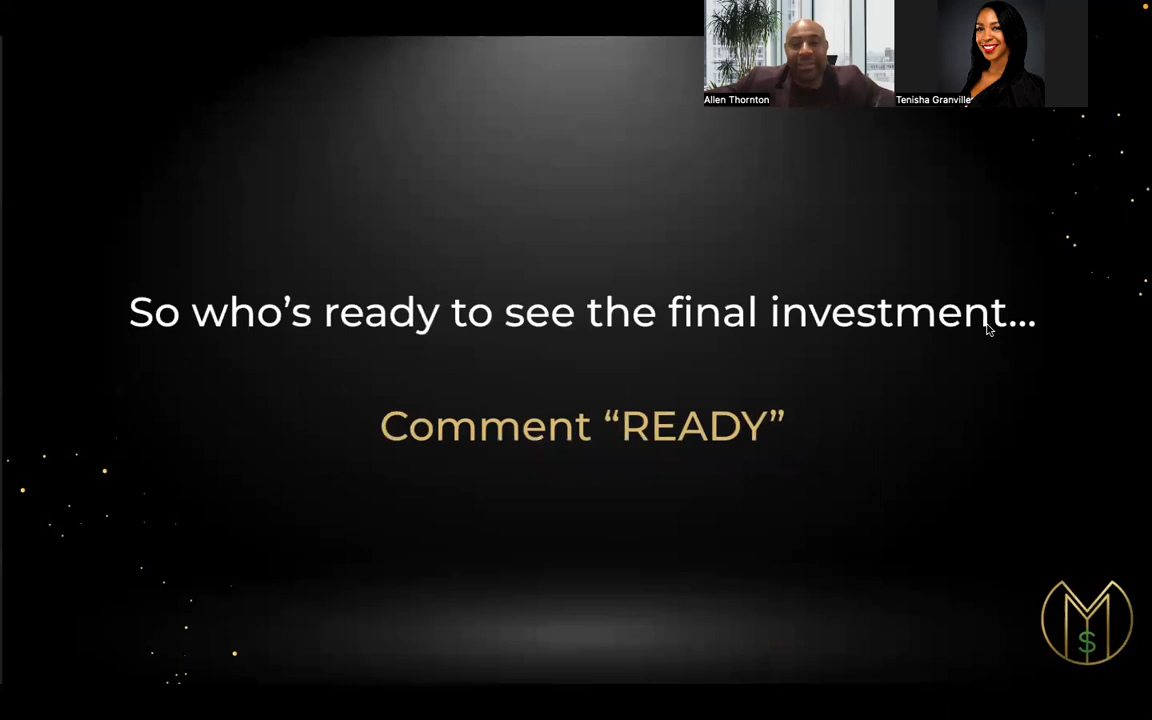 Allen Thornton
Tenisha Granville
So who’s ready to see the final investment...
Comment “READY”
M
$